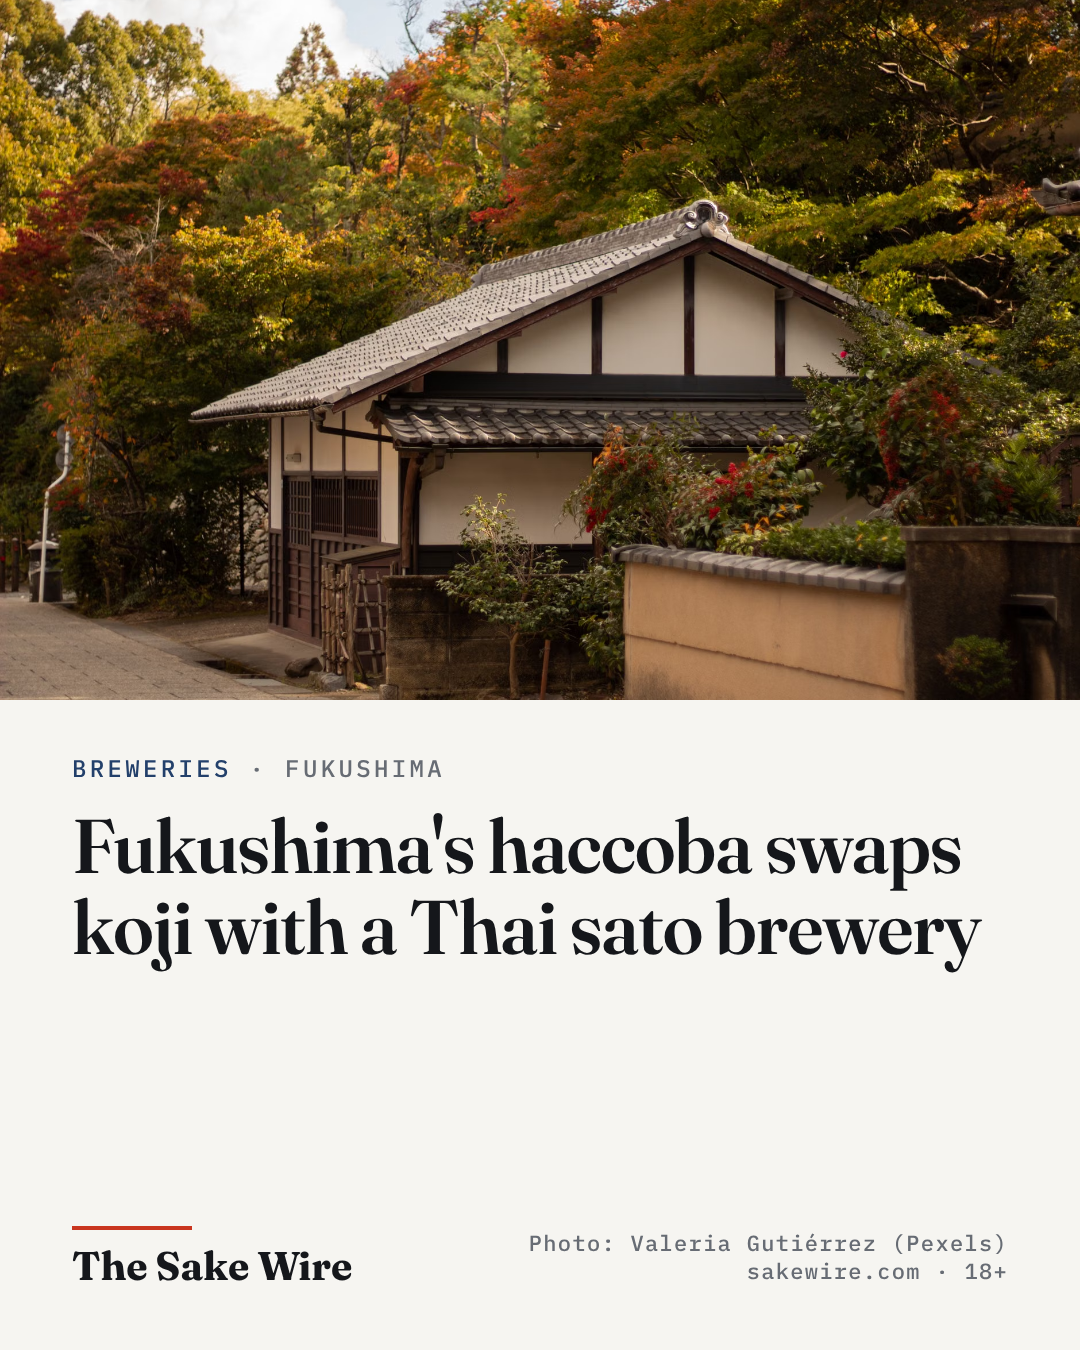 BREWERIES · FUKUSHIMA
Fukushima's haccoba swaps
koji with a Thai sato brewery
The Sake Wire
Photo: Valeria Gutiérrez (Pexels)
sakewire.com · 18+